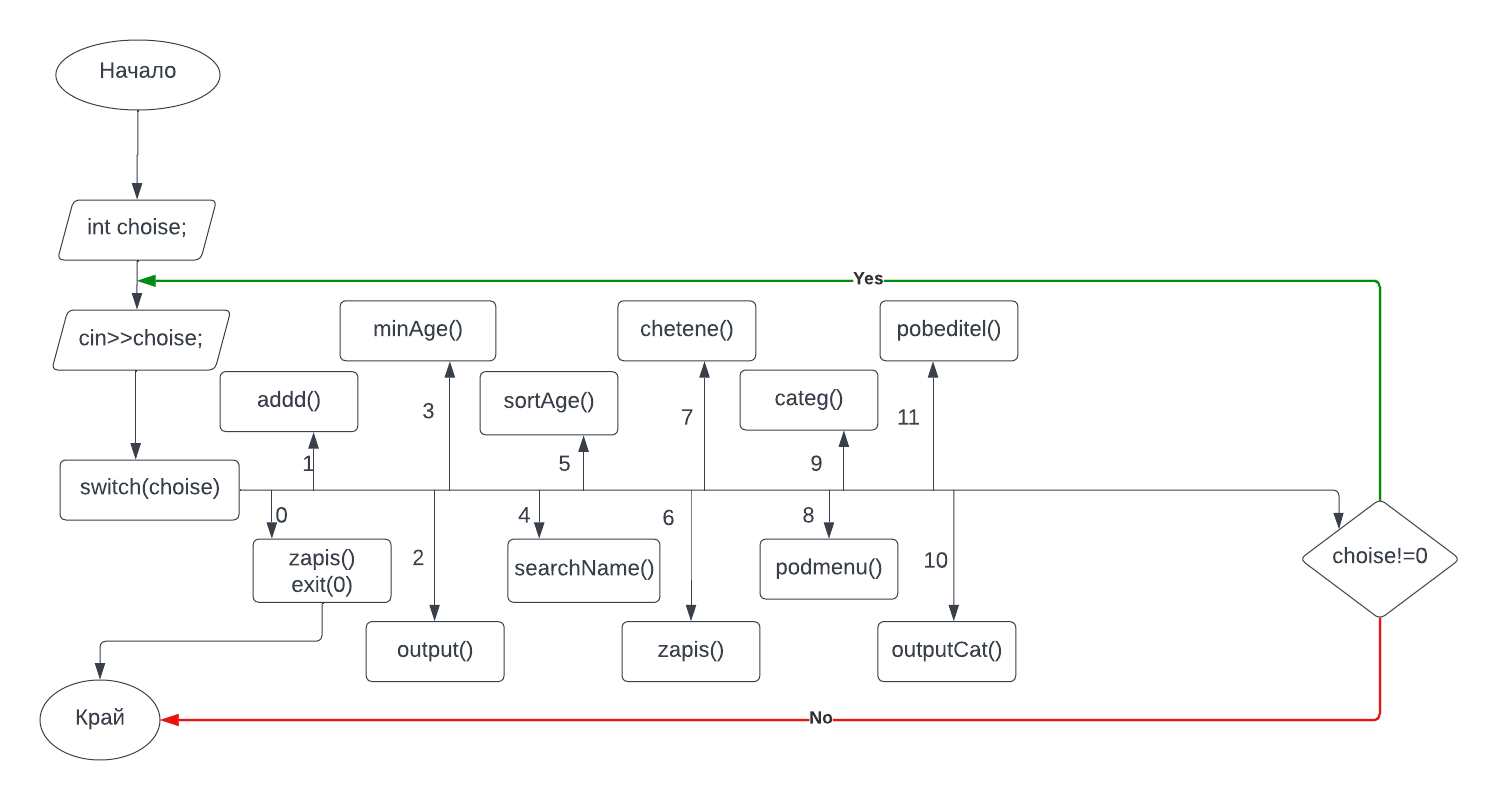 Начало
int choise;
Yes
cin>>choise;
minAge()
chetene()
pobeditel()
addd()
sortAge()
categ()
3
7
11
1
5
9
switch(choise)
0
4
6
8
zapis()
exit(0)
2
searchName()
podmenu()
10
choise!=0
output()
zapis()
outputCat()
Край
No